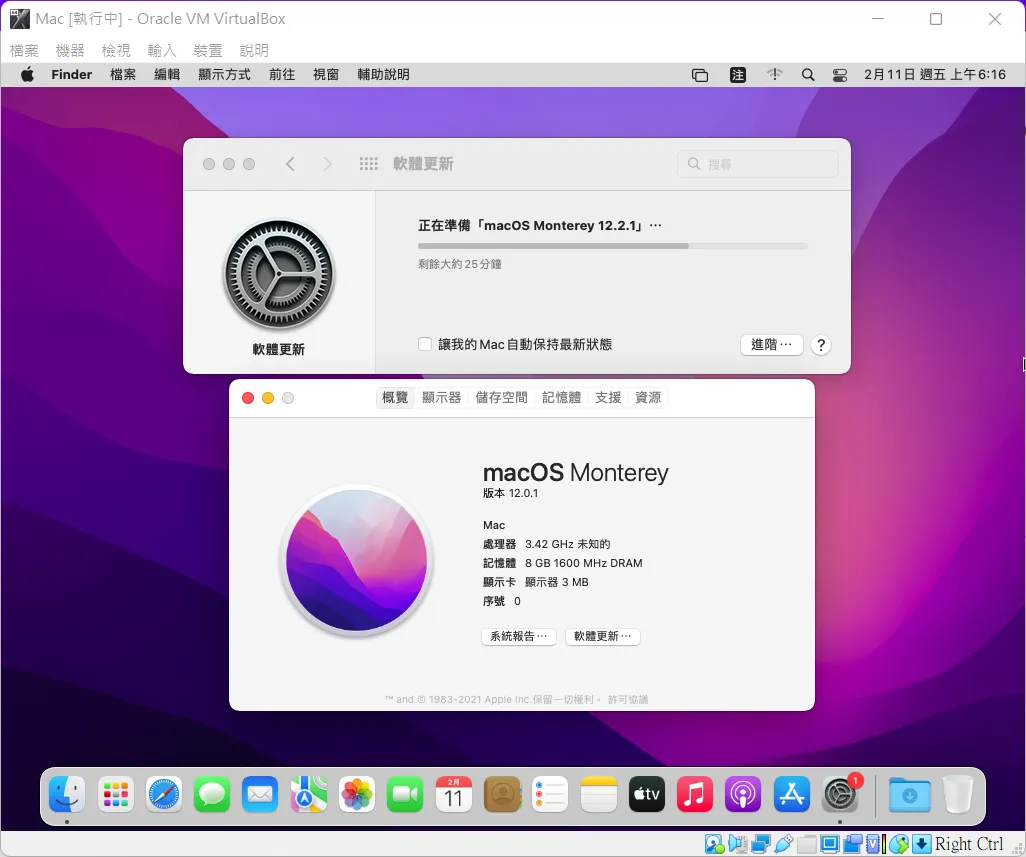 Mac [執行中] - Oracle VM VirtualBox
檔案 機器 檢視 輸入 裝置 說明
Finder 檔案 編輯 顯示方式 前往 視窗 輔助說明 注 2月11日 週五 上午6:16
軟體更新 搜尋
正在準備「macOS Monterey 12.2.1」⋯
剩餘大約 25 分鐘
讓我的 Mac 自動保持最新狀態 進階⋯ ?
軟體更新
概覽 顯示器 儲存空間 記憶體 支援 資源
macOS Monterey
版本 12.0.1
Mac
處理器 3.42 GHz 未知的
記憶體 8 GB 1600 MHz DRAM
顯示卡 顯示器 3 MB
序號 0
系統報告⋯ 軟體更新⋯
™ and © 1983-2021 Apple Inc.保留一切權利。 許可協議
2月
11
tv
1
Right Ctrl